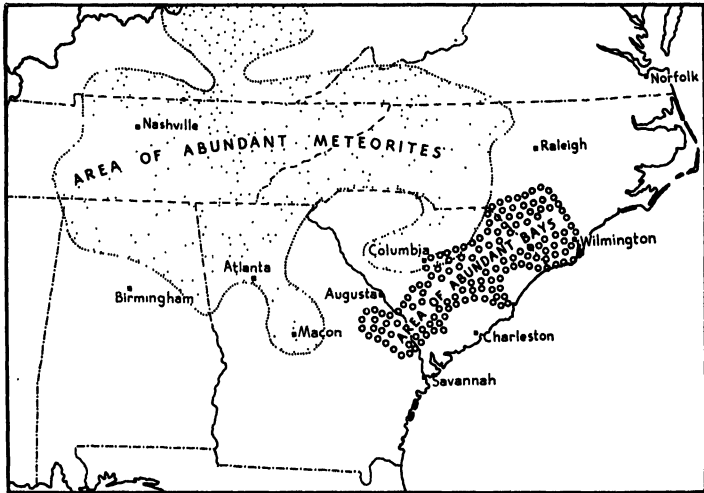 Norfolk
Nashville
AREA OF ABUNDANT METEORITES
Raleigh
Columbia
Wilmington
AREA OF ABUNDANT BAYS
Atlanta
Augusta
Birmingham
Macon
Charleston
Savannah